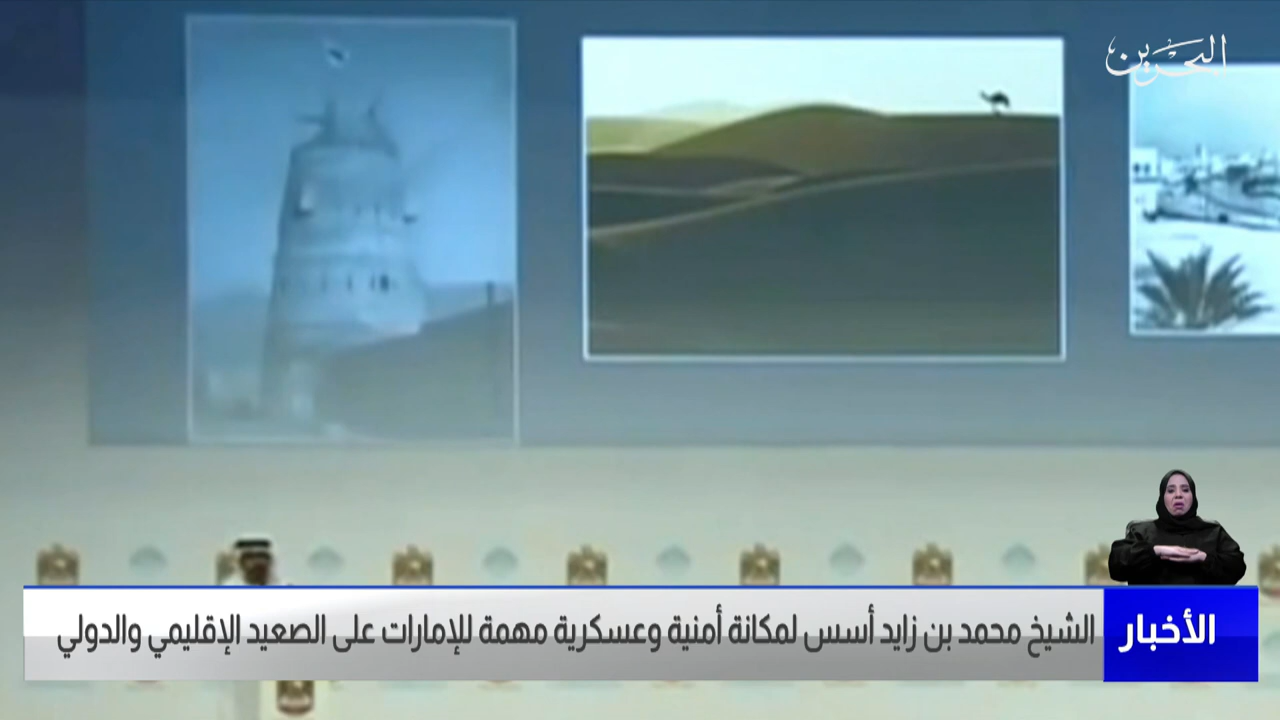 البحرين
الأخبار
الشيخ محمد بن زايد أسس لمكانة أمنية وعسكرية مهمة للإمارات على الصعيد الإقليمي والدولي